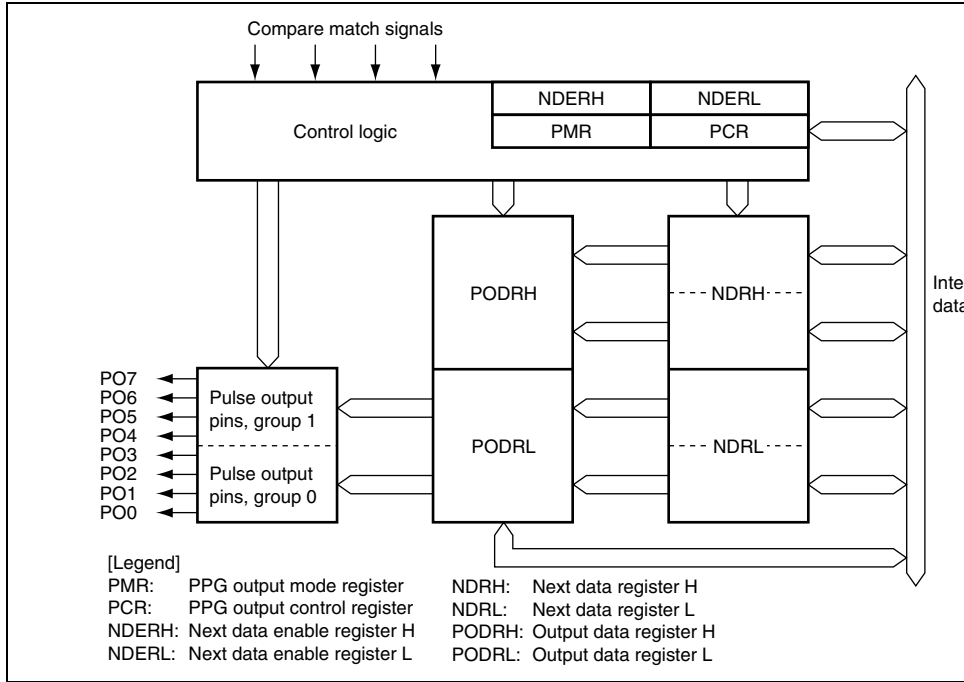 Compare match signals
Control logic
NDERH
NDERL
PMR
PCR
PODRH
NDRH
PODRL
NDRL
Inte
data
PO7
PO6
PO5
PO4
PO3
PO2
PO1
PO0
Pulse output
pins, group 1
Pulse output
pins, group 0
[Legend]
PMR: PPG output mode register
PCR: PPG output control register
NDERH: Next data enable register H
NDERL: Next data enable register L
NDRH: Next data register H
NDRL: Next data register L
PODRH: Output data register H
PODRL: Output data register L